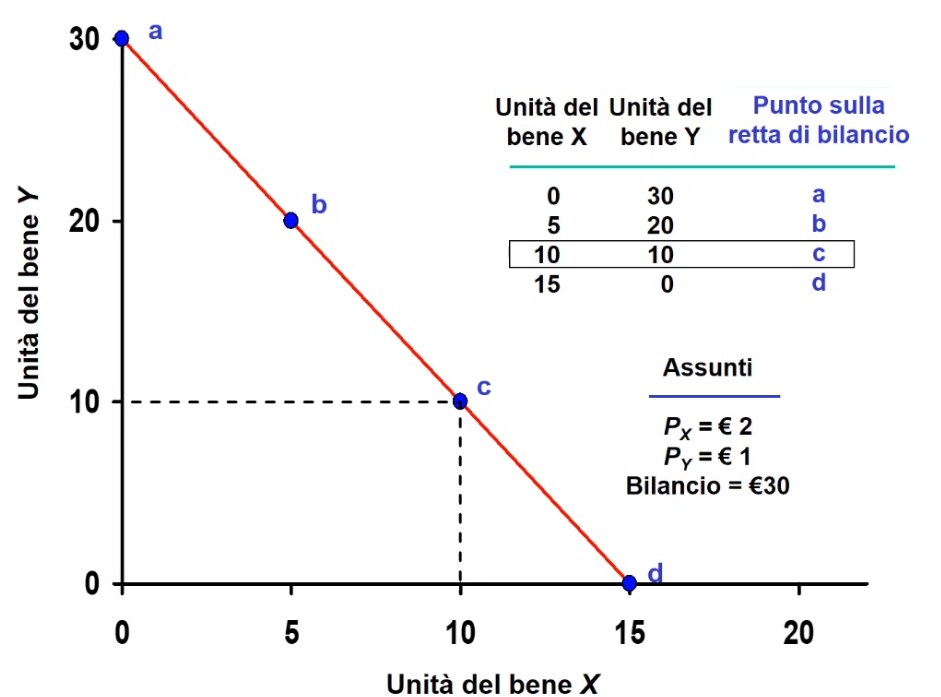 30
a
Unità del Unità del Punto sulla
bene X bene Y retta di bilancio
0 30 a
5 20 b
10 10 c
15 0 d
b
20
Unità del bene Y
Assunti
c
10
PX = € 2
PY = € 1
Bilancio = €30
d
0
0 5 10 15 20
Unità del bene X